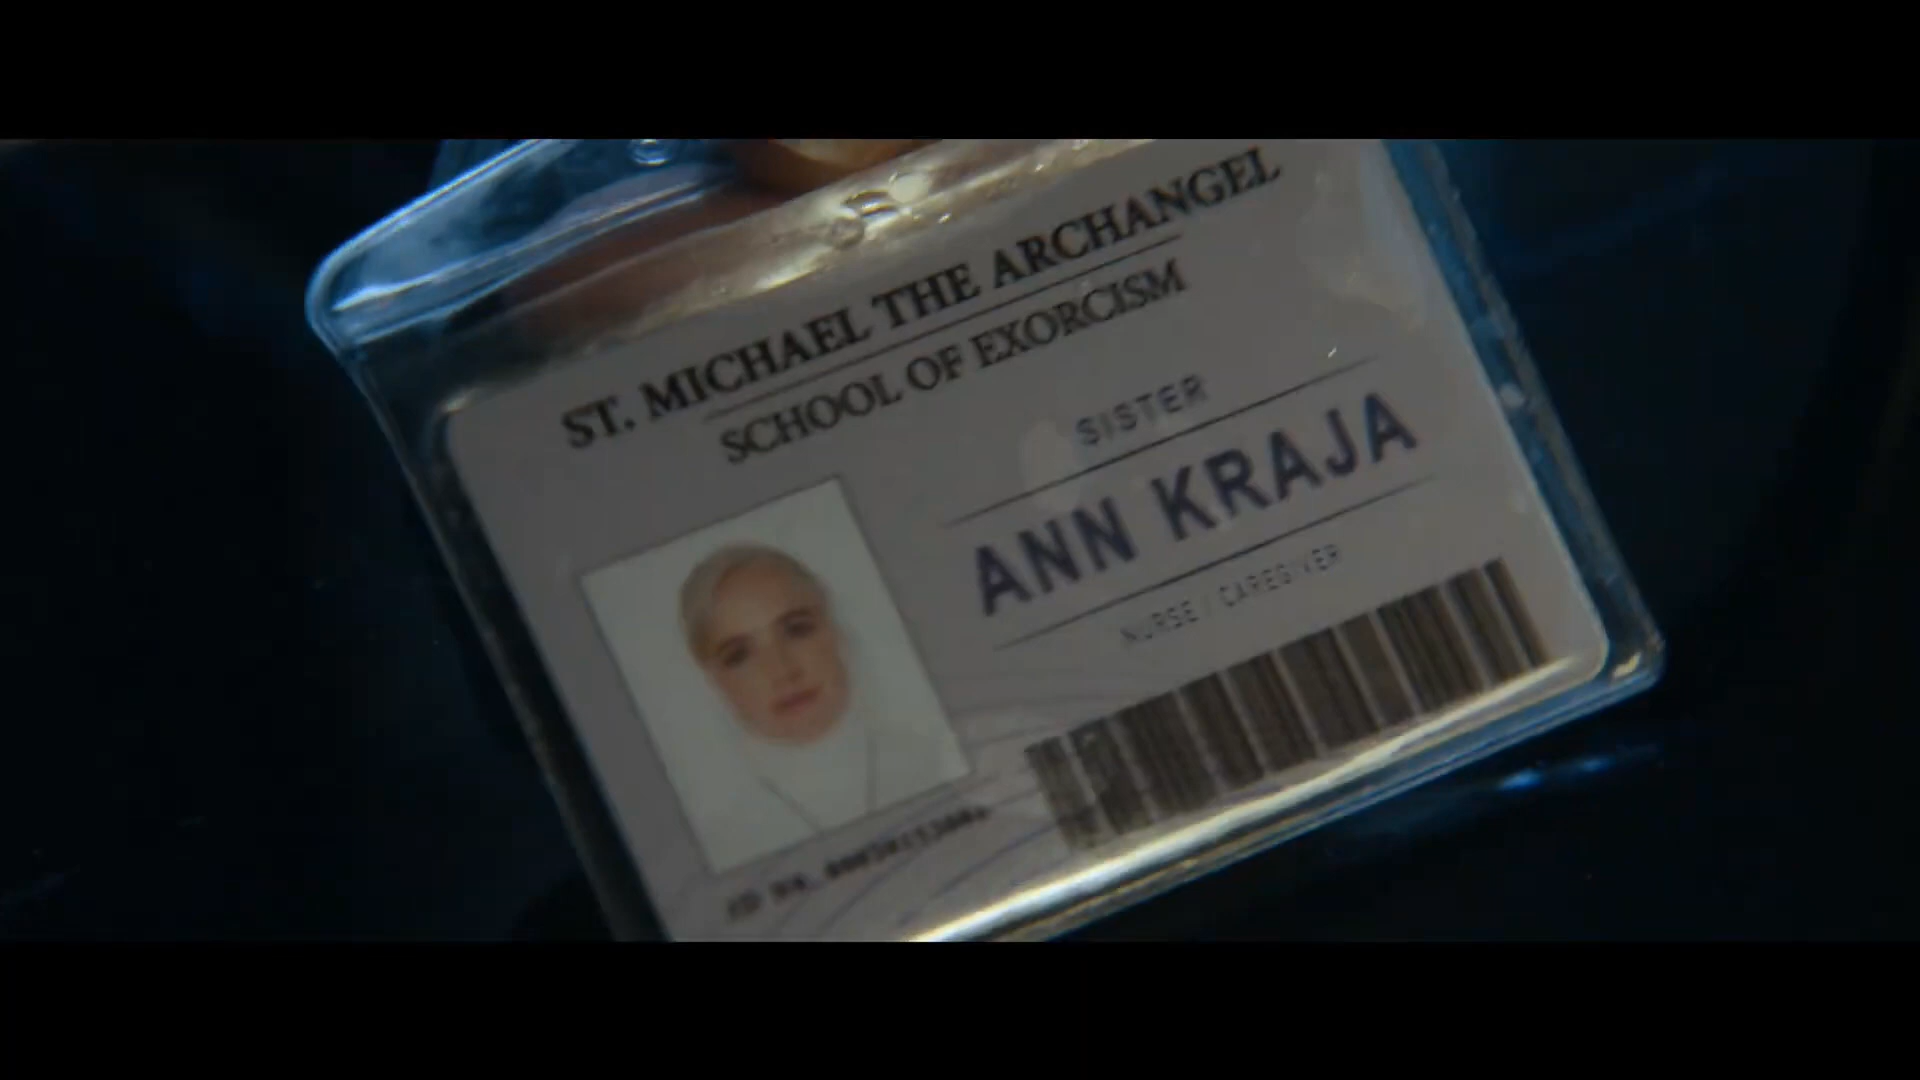 ST. MICHAEL THE ARCHANGEL
SCHOOL OF EXORCISM
SISTER
ANN KRAJA
NURSE / CAREGIVER